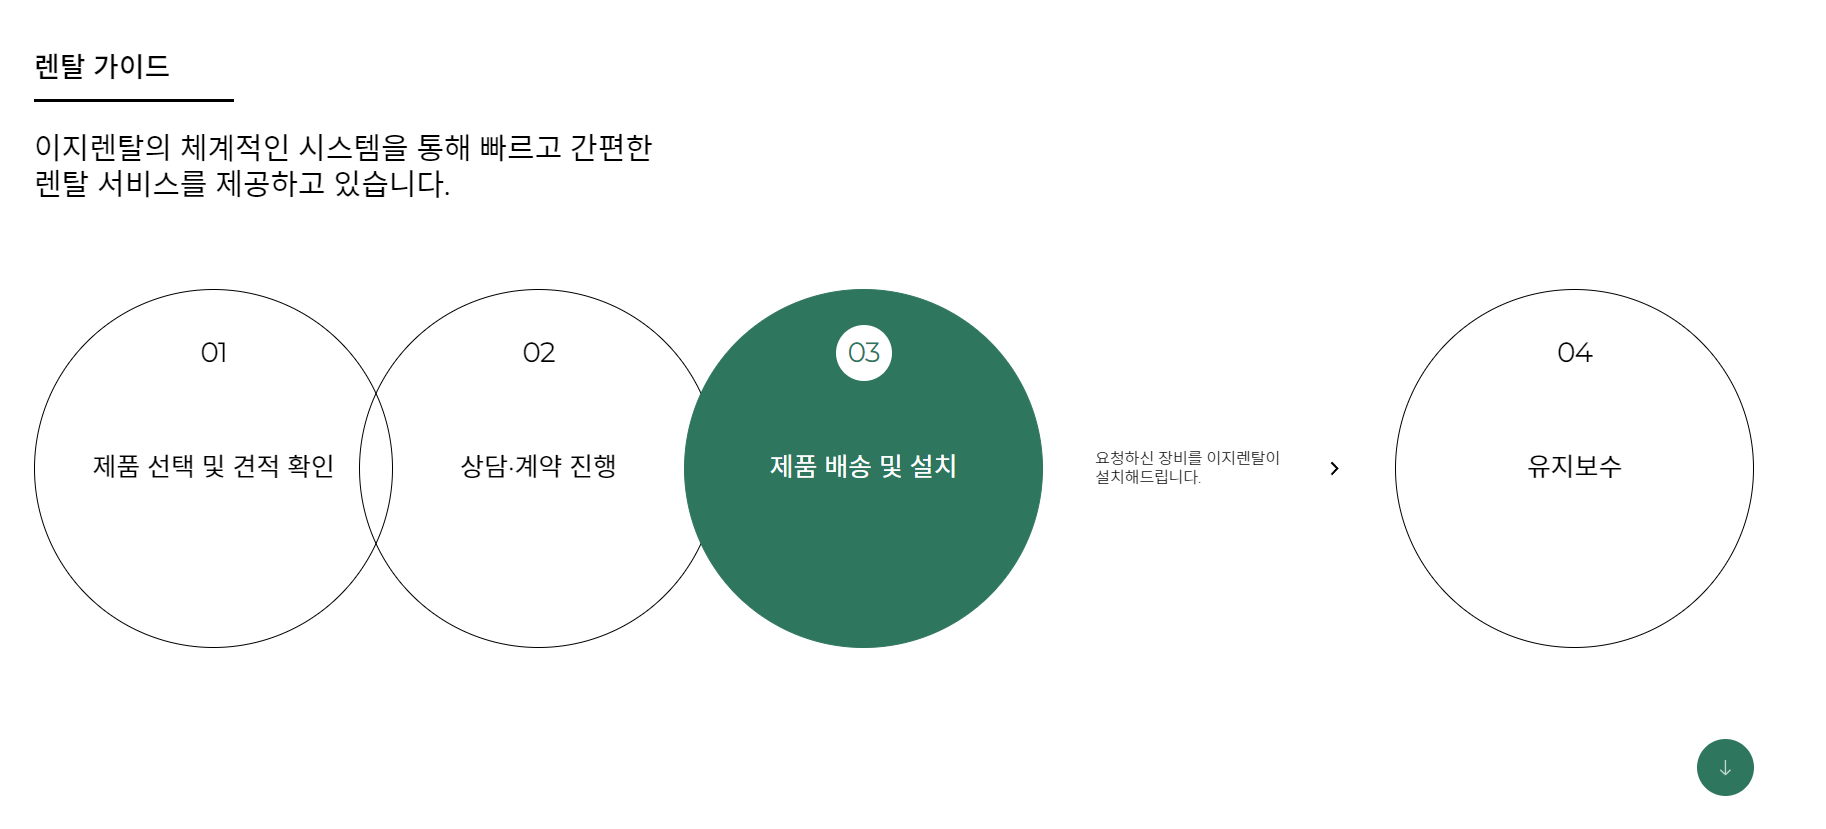 렌탈 가이드
이지렌탈의 체계적인 시스템을 통해 빠르고 간편한
렌탈 서비스를 제공하고 있습니다.
01
제품 선택 및 견적 확인
02
상담·계약 진행
03
제품 배송 및 설치
요청하신 장비를 이지렌탈이
설치해드립니다.
04
유지보수